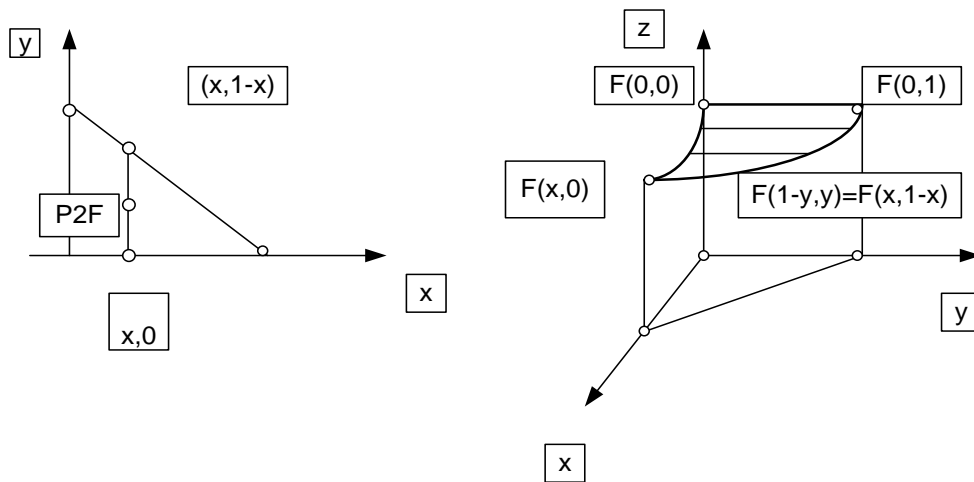 y
(x,1-x)
P2F
x
x,0
z
F(0,0)
F(0,1)
F(x,0)
F(1-y,y)=F(x,1-x)
y
x